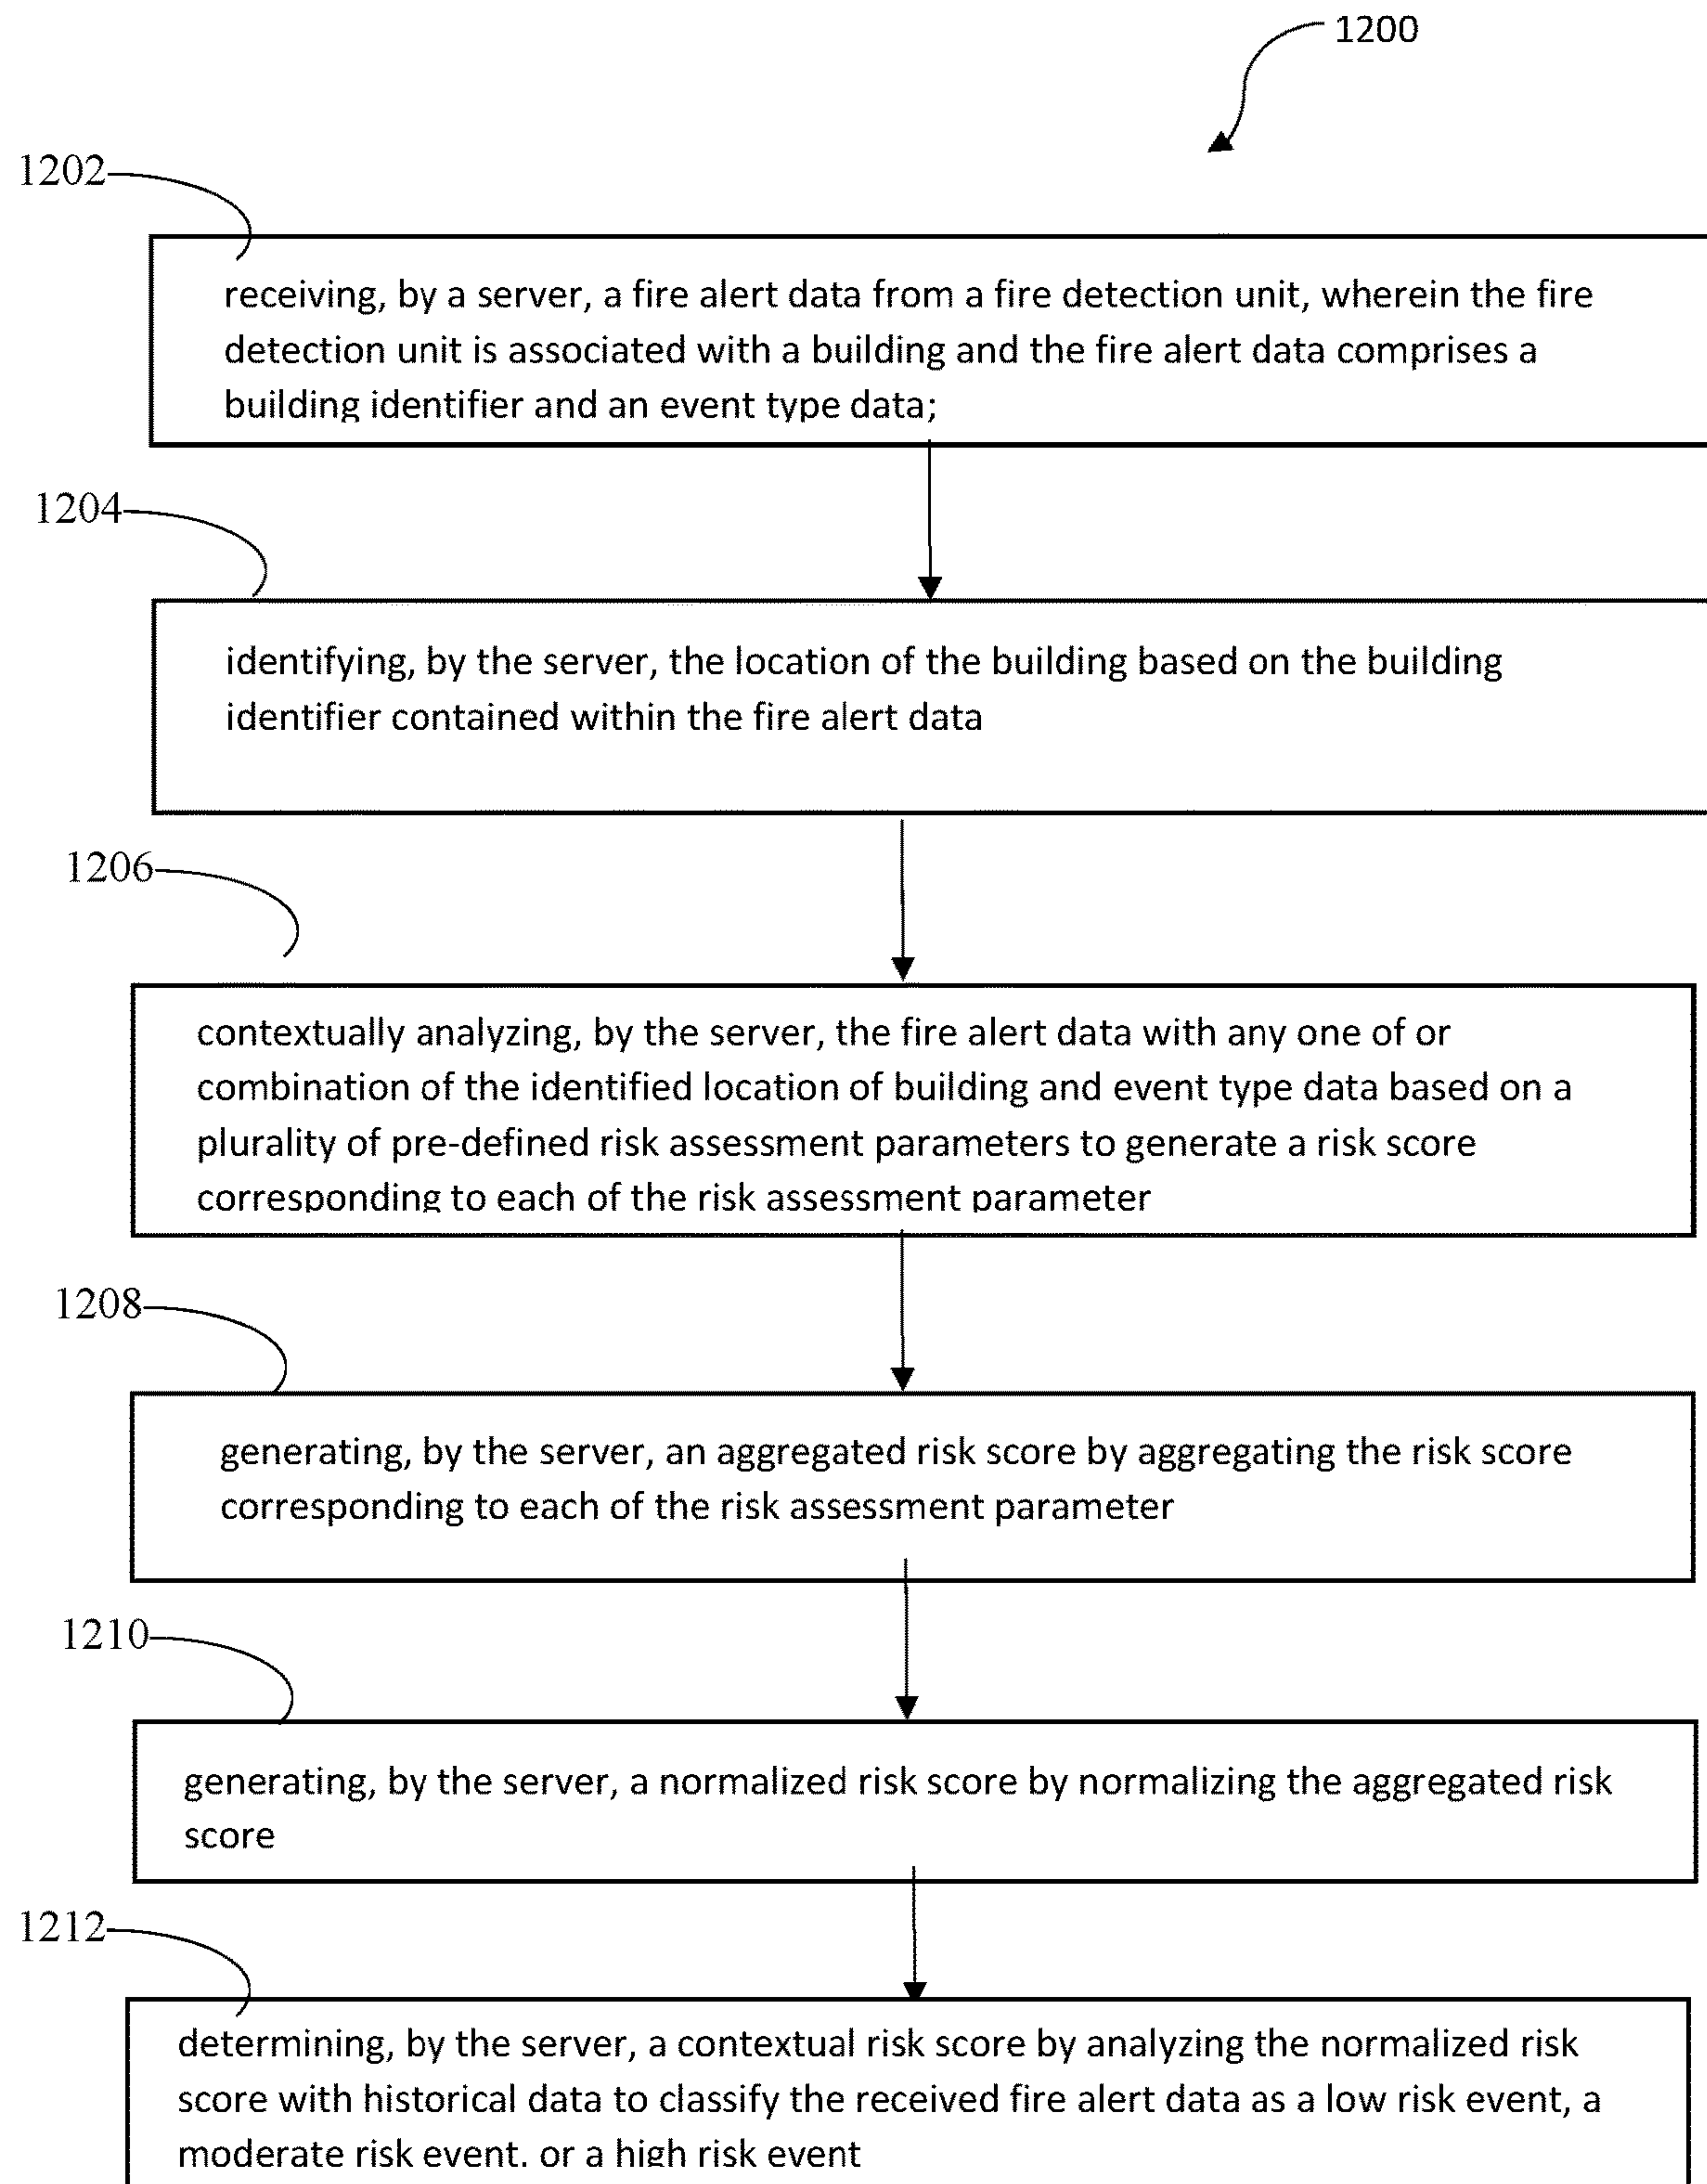 1200
1202
receiving, by a server, a fire alert data from a fire detection unit, wherein the fire
detection unit is associated with a building and the fire alert data comprises a
building identifier and an event type data;
1204
identifying, by the server, the location of the building based on the building
identifier contained within the fire alert data
1206
contextually analyzing, by the server, the fire alert data with any one of or
combination of the identified location of building and event type data based on a
plurality of pre-defined risk assessment parameters to generate a risk score
corresponding to each of the risk assessment parameter
1208
generating, by the server, an aggregated risk score by aggregating the risk score
corresponding to each of the risk assessment parameter
1210
generating, by the server, a normalized risk score by normalizing the aggregated risk
score
1212
determining, by the server, a contextual risk score by analyzing the normalized risk
score with historical data to classify the received fire alert data as a low risk event, a
moderate risk event. or a high risk event